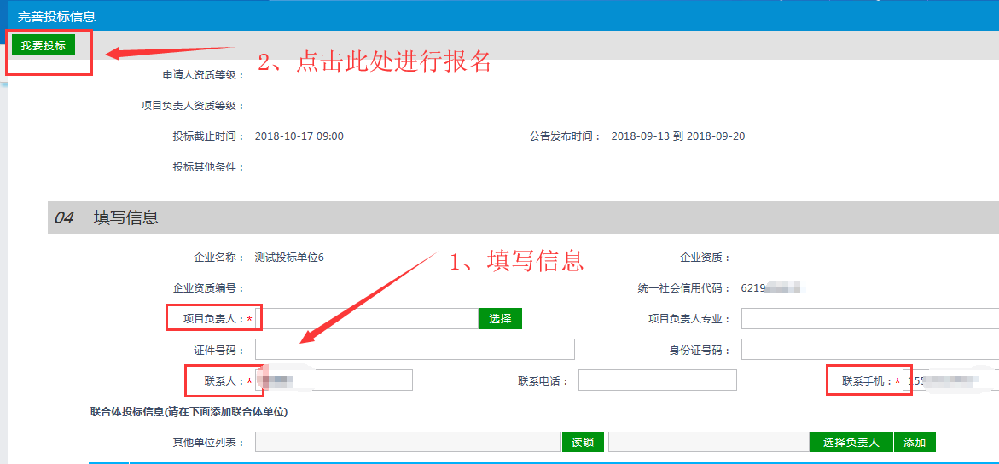 完善投标信息
我要投标
2、点击此处进行报名
申请人资质等级：
项目负责人资质等级：
投标截止时间： 2018-10-17 09:00 公告发布时间： 2018-09-13 到 2018-09-20
投标其他条件：
04 填写信息
1、填写信息
企业名称： 测试投标单位6 企业资质：
企业资质编号： 统一社会信用代码： 6219
项目负责人：* 选择 项目负责人专业：
证件号码： 身份证号码：
联系人：* 联系电话： 联系手机：* 155
联合体投标信息(请在下面添加联合体单位)
其他单位列表： 读锁 选择负责人 添加